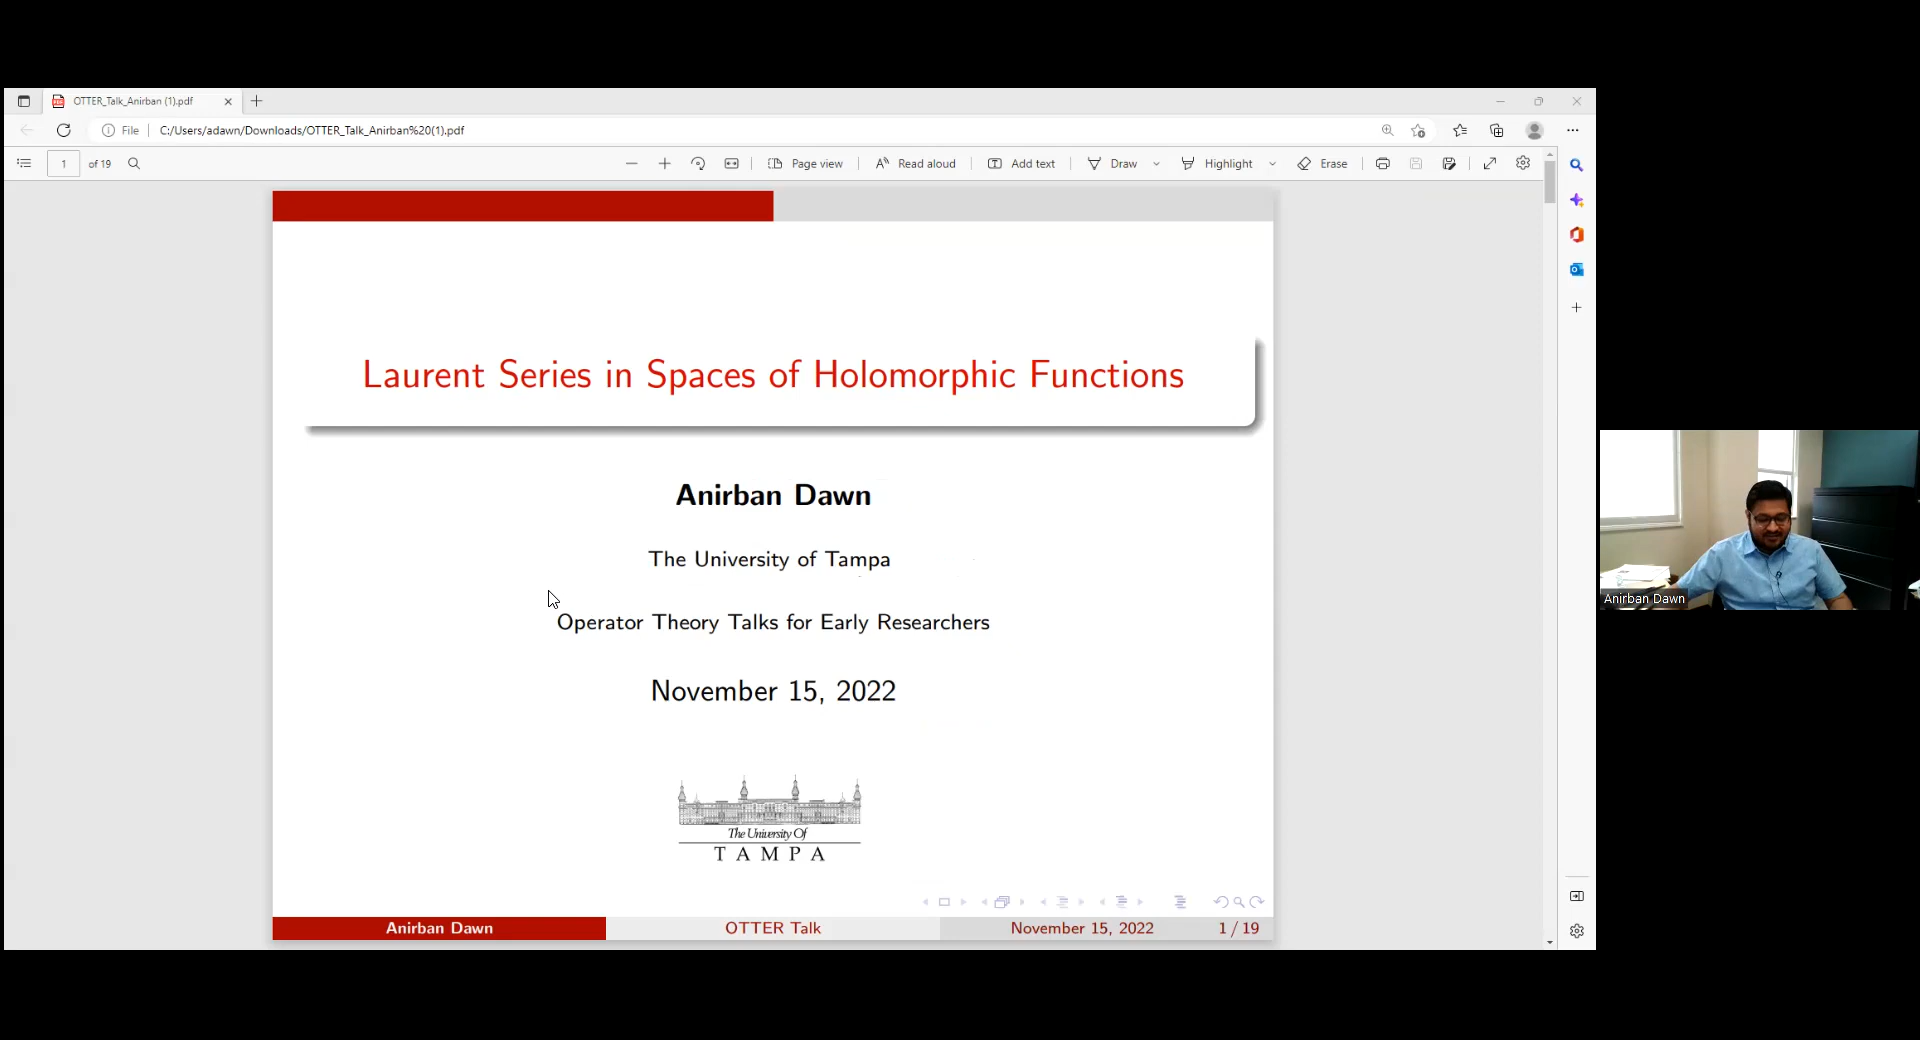 OTTER_Talk_Anirban (1).pdf
File
C:/Users/adawn/Downloads/OTTER_Talk_Anirban%20(1).pdf
1 of 19
Page view
Read aloud
Add text
Draw
Highlight
Erase
Laurent Series in Spaces of Holomorphic Functions
Anirban Dawn
The University of Tampa
Operator Theory Talks for Early Researchers
November 15, 2022
The University Of
TAMPA
Anirban Dawn
OTTER Talk
November 15, 2022
1 / 19
Anirban Dawn